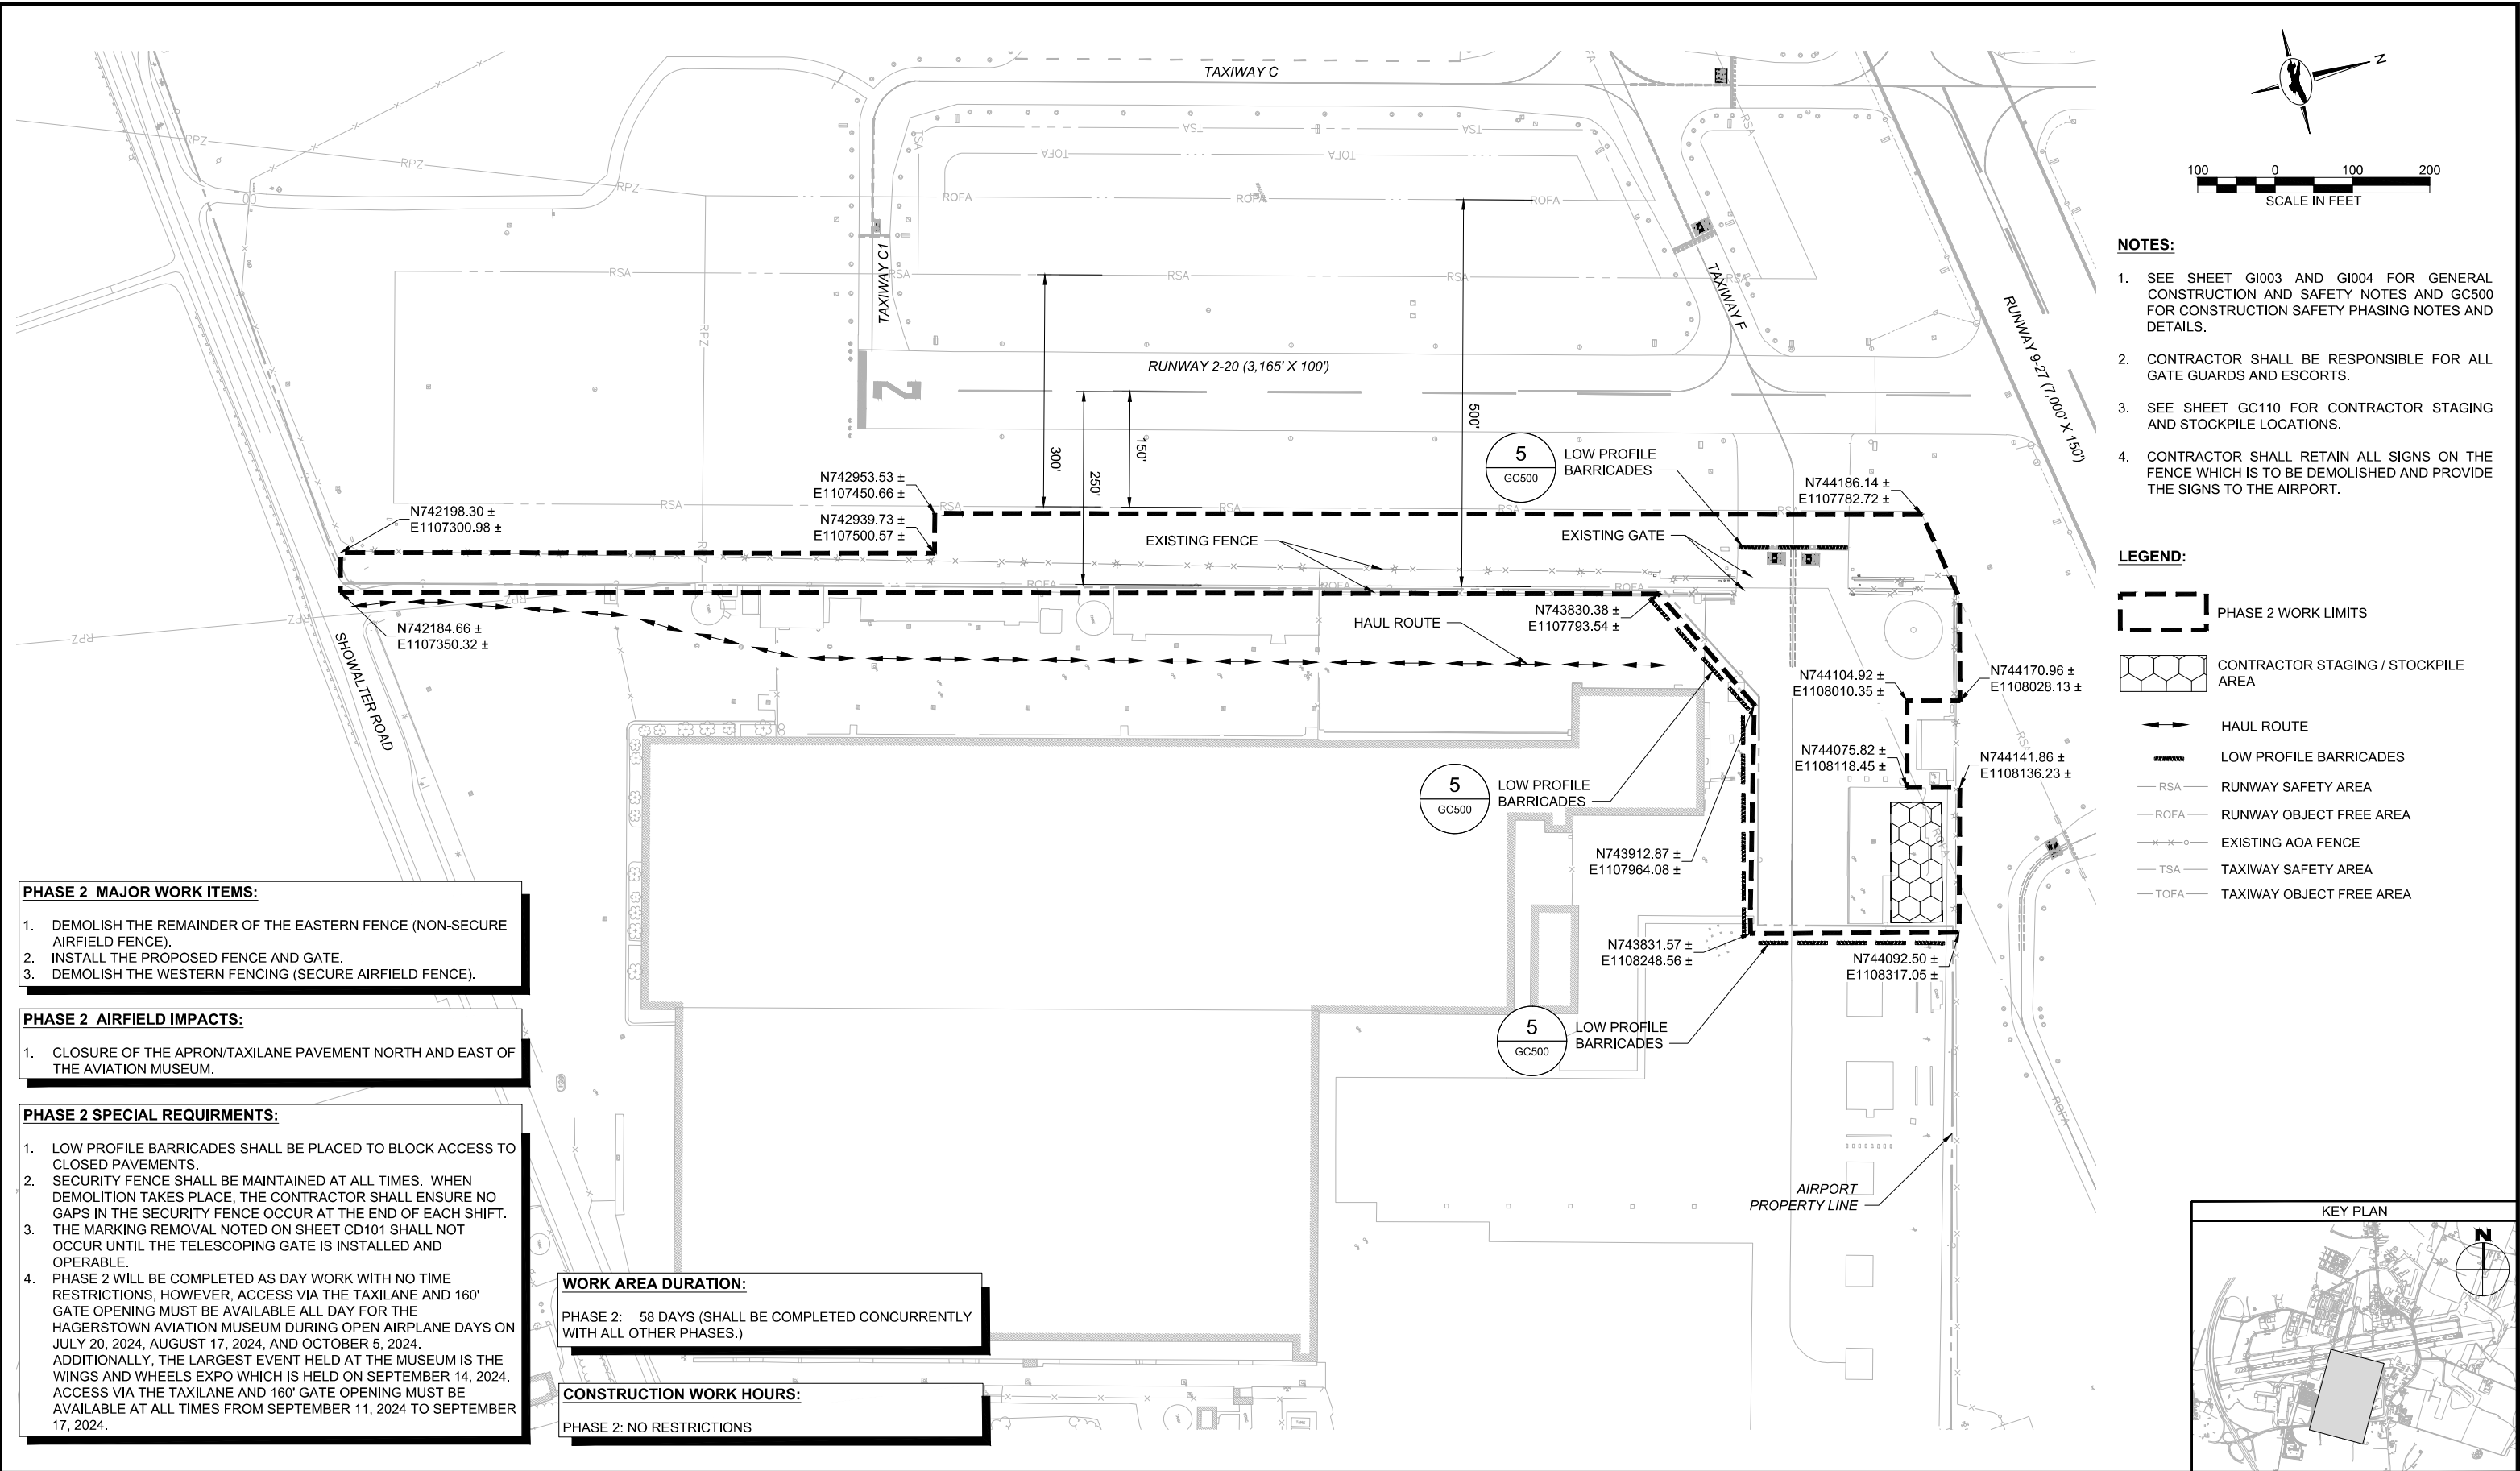 TAXIWAY C
N
100 0 100 200
SCALE IN FEET
NOTES:
1. SEE SHEET GI003 AND GI004 FOR GENERAL
CONSTRUCTION AND SAFETY NOTES AND GC500
FOR CONSTRUCTION SAFETY PHASING NOTES AND
DETAILS.
2. CONTRACTOR SHALL BE RESPONSIBLE FOR ALL
GATE GUARDS AND ESCORTS.
3. SEE SHEET GC110 FOR CONTRACTOR STAGING
AND STOCKPILE LOCATIONS.
4. CONTRACTOR SHALL RETAIN ALL SIGNS ON THE
FENCE WHICH IS TO BE DEMOLISHED AND PROVIDE
THE SIGNS TO THE AIRPORT.
LEGEND:
PHASE 2 WORK LIMITS
CONTRACTOR STAGING / STOCKPILE
AREA
HAUL ROUTE
LOW PROFILE BARRICADES
RSA RUNWAY SAFETY AREA
ROFA RUNWAY OBJECT FREE AREA
EXISTING AOA FENCE
TSA TAXIWAY SAFETY AREA
TOFA TAXIWAY OBJECT FREE AREA
RPZ
RPZ
RPZ
RPZ
RPZ
RPZ
RPZ
RPZ
TSA
TSA
TSA
TOFA
TOFA
ROFA
ROFA
ROFA
RSA
RSA
RSA
RSA
RSA
RSA
TAXIWAY C1
TAXIWAY F
RUNWAY 9-27 (7,000' X 150')
RUNWAY 2-20 (3,165' X 100')
2
300'
250'
150'
500'
RSA
RSA
RSA
RSA
RSA
RSA
ROFA
ROFA
ROFA
ROFA
N742953.53 ±
E1107450.66 ±
N742939.73 ±
E1107500.57 ±
N742198.30 ±
E1107300.98 ±
N742184.66 ±
E1107350.32 ±
SHOWALTER ROAD
EXISTING FENCE
EXISTING GATE
5
GC500
LOW PROFILE
BARRICADES
N744186.14 ±
E1107782.72 ±
N743830.38 ±
E1107793.54 ±
HAUL ROUTE
N744104.92 ±
E1108010.35 ±
N744170.96 ±
E1108028.13 ±
N744075.82 ±
E1108118.45 ±
N744141.86 ±
E1108136.23 ±
5
GC500
LOW PROFILE
BARRICADES
N743912.87 ±
E1107964.08 ±
N743831.57 ±
E1108248.56 ±
N744092.50 ±
E1108317.05 ±
5
GC500
LOW PROFILE
BARRICADES
AIRPORT
PROPERTY LINE
PHASE 2 MAJOR WORK ITEMS:
1. DEMOLISH THE REMAINDER OF THE EASTERN FENCE (NON-SECURE
AIRFIELD FENCE).
2. INSTALL THE PROPOSED FENCE AND GATE.
3. DEMOLISH THE WESTERN FENCING (SECURE AIRFIELD FENCE).
PHASE 2 AIRFIELD IMPACTS:
1. CLOSURE OF THE APRON/TAXILANE PAVEMENT NORTH AND EAST OF
THE AVIATION MUSEUM.
PHASE 2 SPECIAL REQUIRMENTS:
1. LOW PROFILE BARRICADES SHALL BE PLACED TO BLOCK ACCESS TO
CLOSED PAVEMENTS.
2. SECURITY FENCE SHALL BE MAINTAINED AT ALL TIMES. WHEN
DEMOLITION TAKES PLACE, THE CONTRACTOR SHALL ENSURE NO
GAPS IN THE SECURITY FENCE OCCUR AT THE END OF EACH SHIFT.
3. THE MARKING REMOVAL NOTED ON SHEET CD101 SHALL NOT
OCCUR UNTIL THE TELESCOPING GATE IS INSTALLED AND
OPERABLE.
4. PHASE 2 WILL BE COMPLETED AS DAY WORK WITH NO TIME
RESTRICTIONS, HOWEVER, ACCESS VIA THE TAXILANE AND 160'
GATE OPENING MUST BE AVAILABLE ALL DAY FOR THE
HAGERSTOWN AVIATION MUSEUM DURING OPEN AIRPLANE DAYS ON
JULY 20, 2024, AUGUST 17, 2024, AND OCTOBER 5, 2024.
ADDITIONALLY, THE LARGEST EVENT HELD AT THE MUSEUM IS THE
WINGS AND WHEELS EXPO WHICH IS HELD ON SEPTEMBER 14, 2024.
ACCESS VIA THE TAXILANE AND 160' GATE OPENING MUST BE
AVAILABLE AT ALL TIMES FROM SEPTEMBER 11, 2024 TO SEPTEMBER
17, 2024.
WORK AREA DURATION:
PHASE 2: 58 DAYS (SHALL BE COMPLETED CONCURRENTLY
WITH ALL OTHER PHASES.)
CONSTRUCTION WORK HOURS:
PHASE 2: NO RESTRICTIONS
KEY PLAN
N